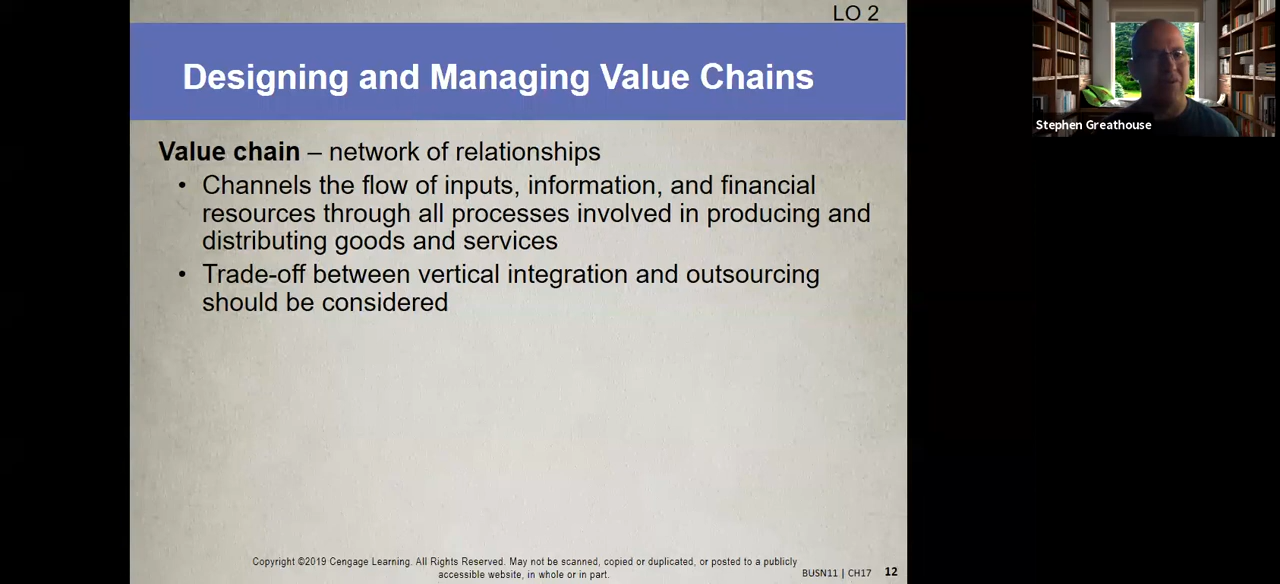 LO 2
Designing and Managing Value Chains
Stephen Greathouse
Value chain – network of relationships
• Channels the flow of inputs, information, and financial
resources through all processes involved in producing and
distributing goods and services
• Trade-off between vertical integration and outsourcing
should be considered
Copyright ©2019 Cengage Learning. All Rights Reserved. May not be scanned, copied or duplicated, or posted to a publicly
accessible website, in whole or in part.
BUSN11 | CH17 12